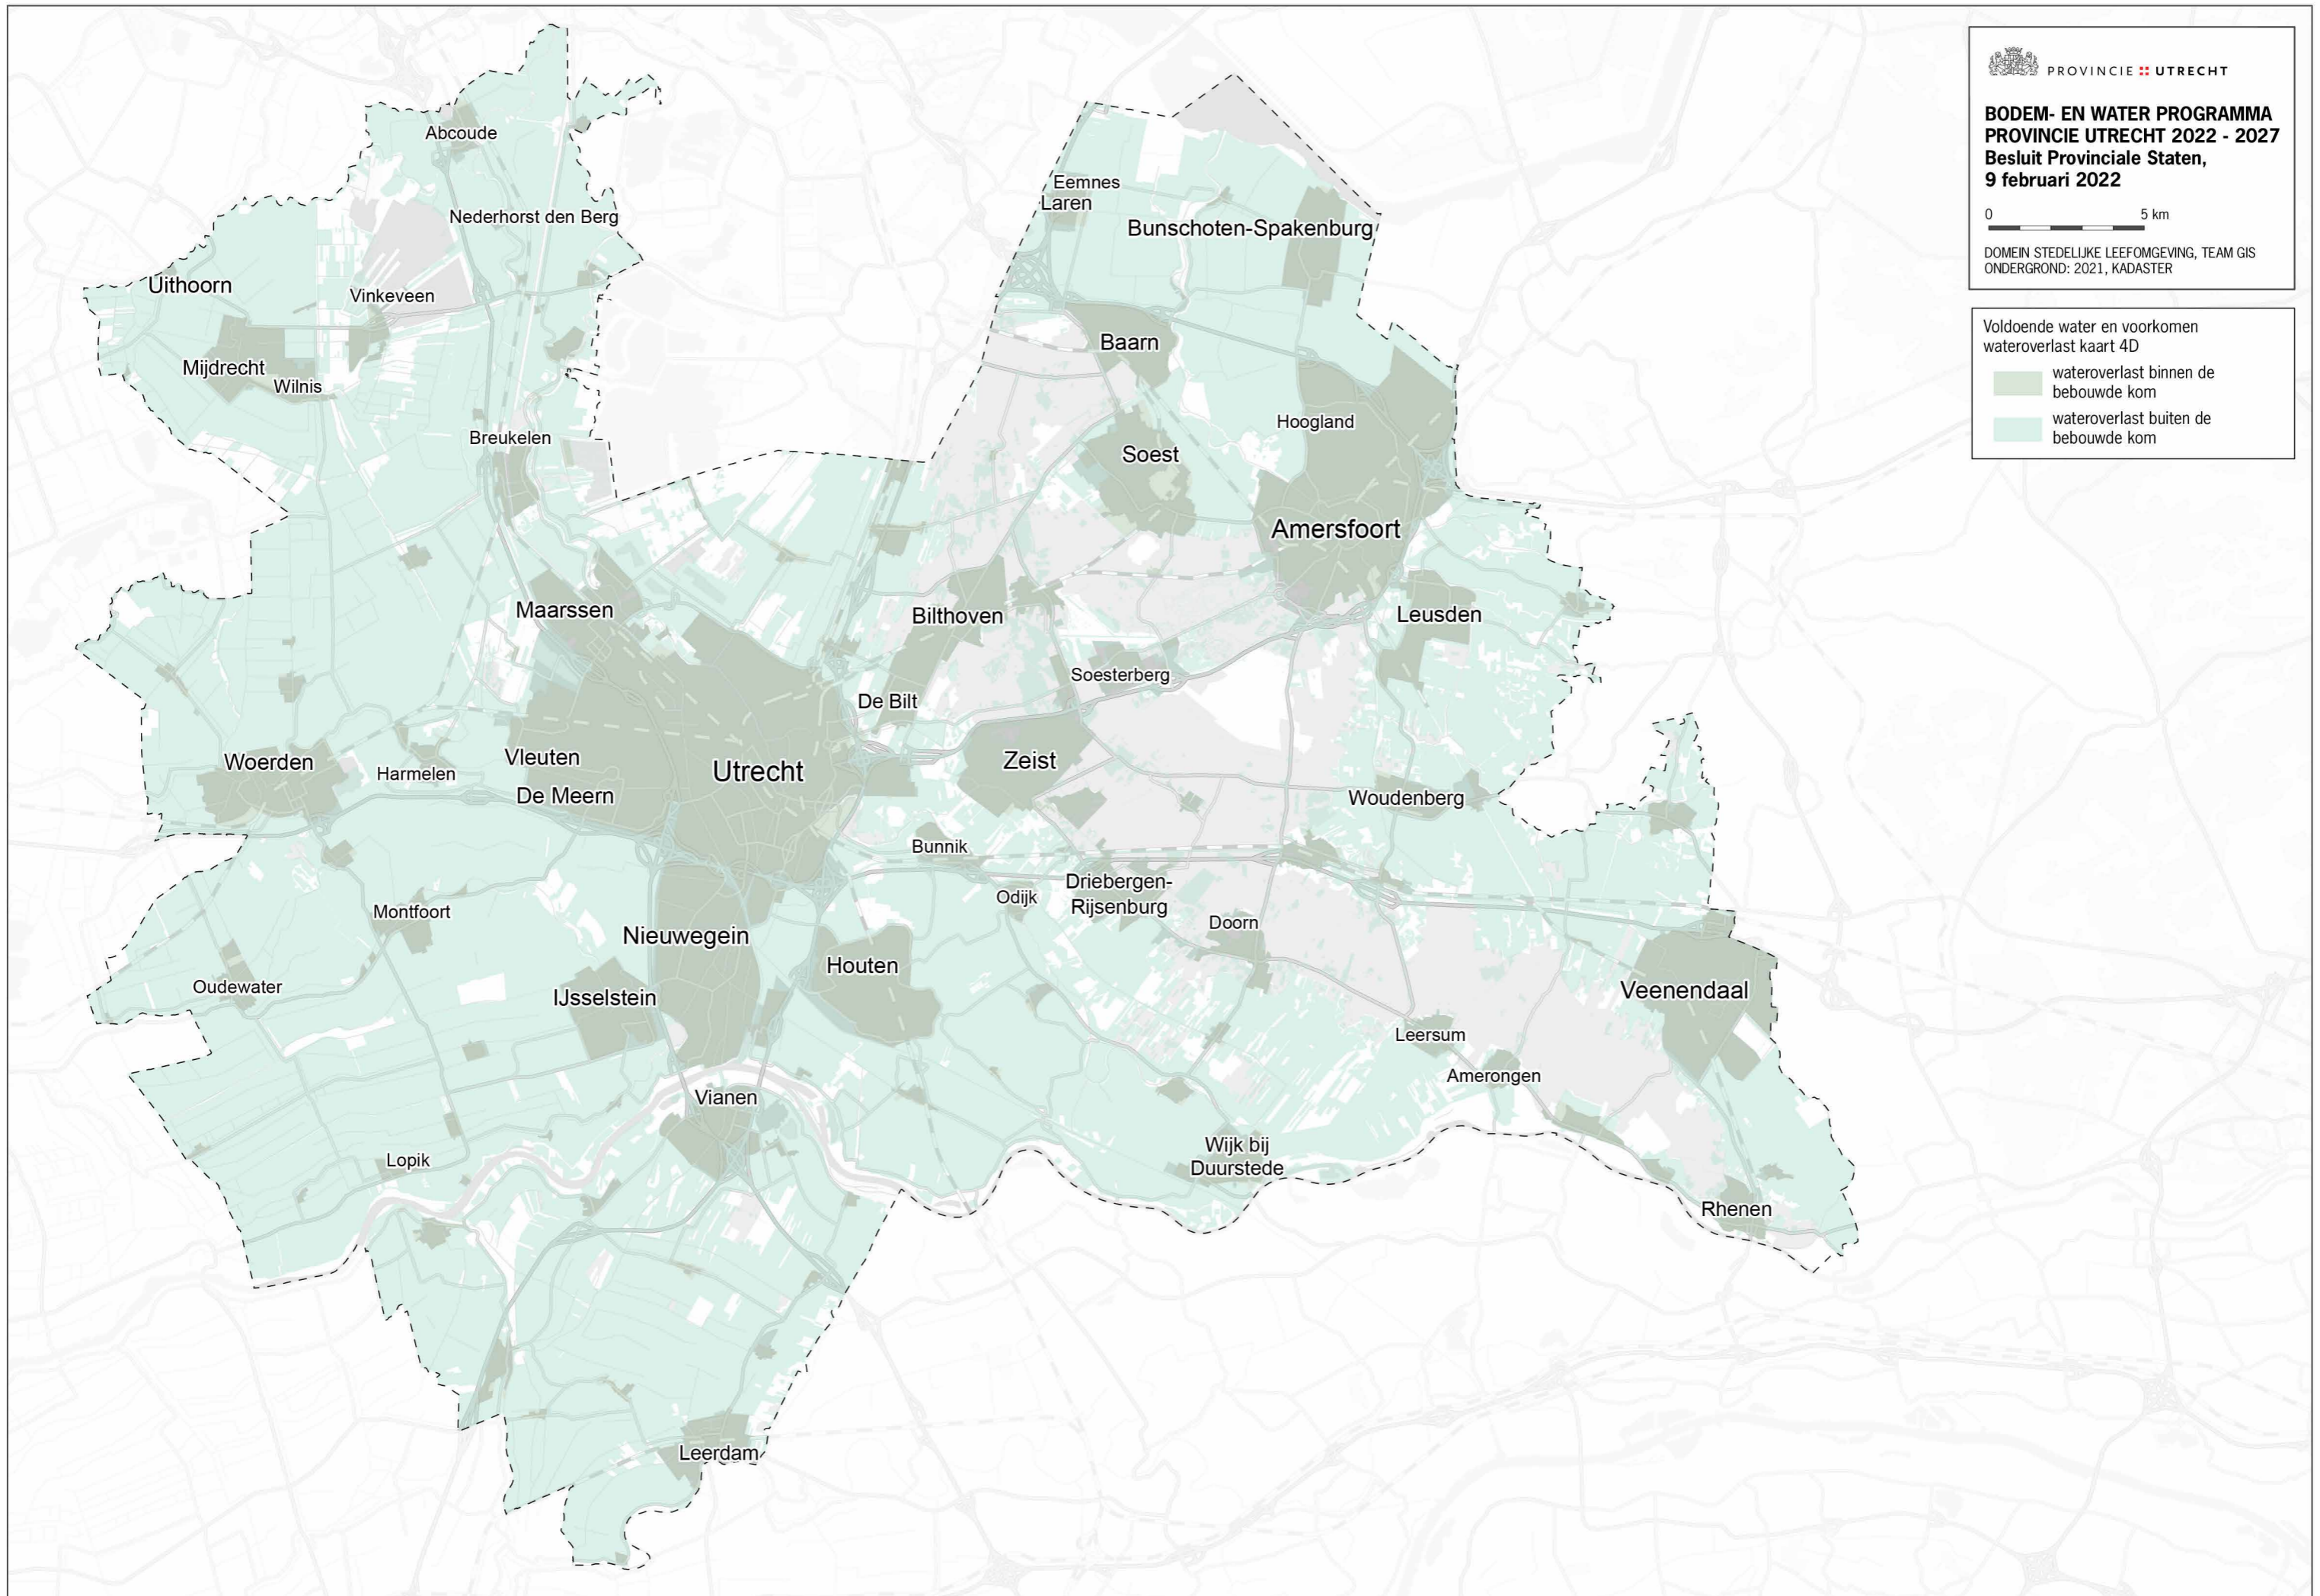 PROVINCIE UTRECHT
BODEM- EN WATER PROGRAMMA
PROVINCIE UTRECHT 2022 - 2027
Besluit Provinciale Staten,
9 februari 2022
0 5 km
DOMEIN STEDELIJKE LEEFOMGEVING, TEAM GIS
ONDERGROND: 2021, KADASTER
Voldoende water en voorkomen
wateroverlast kaart 4D
wateroverlast binnen de
bebouwde kom
wateroverlast buiten de
bebouwde kom
Abcoude
Eemnes
Laren
Nederhorst den Berg
Bunschoten-Spakenburg
Uithoorn
Vinkeveen
Baarn
Mijdrecht
Wilnis
Hoogland
Breukelen
Soest
Amersfoort
Maarssen
Bilthoven
Leusden
Soesterberg
De Bilt
Woerden
Harmelen
Vleuten
Utrecht
Zeist
De Meern
Woudenberg
Bunnik
Driebergen-
Rijsenburg
Odijk
Montfoort
Doorn
Nieuwegein
Houten
Oudewater
IJsselstein
Veenendaal
Leersum
Amerongen
Vianen
Wijk bij
Duurstede
Lopik
Rhenen
Leerdam